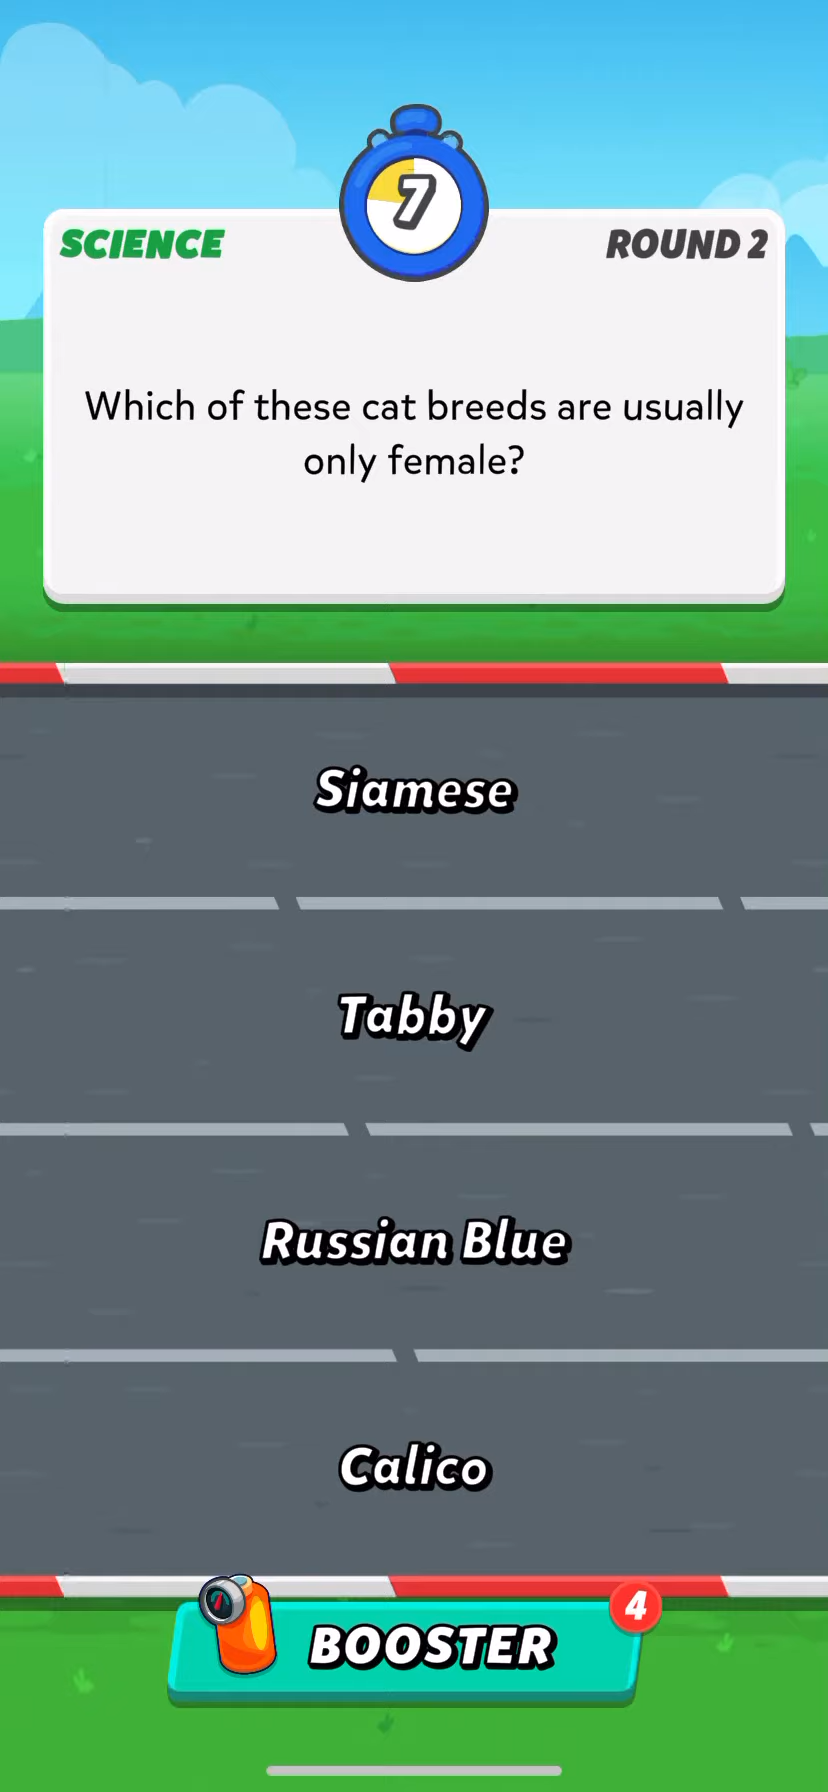 7
SCIENCE
ROUND 2
Which of these cat breeds are usually
only female?
Siamese
Tabby
Russian Blue
Calico
4
BOOSTER